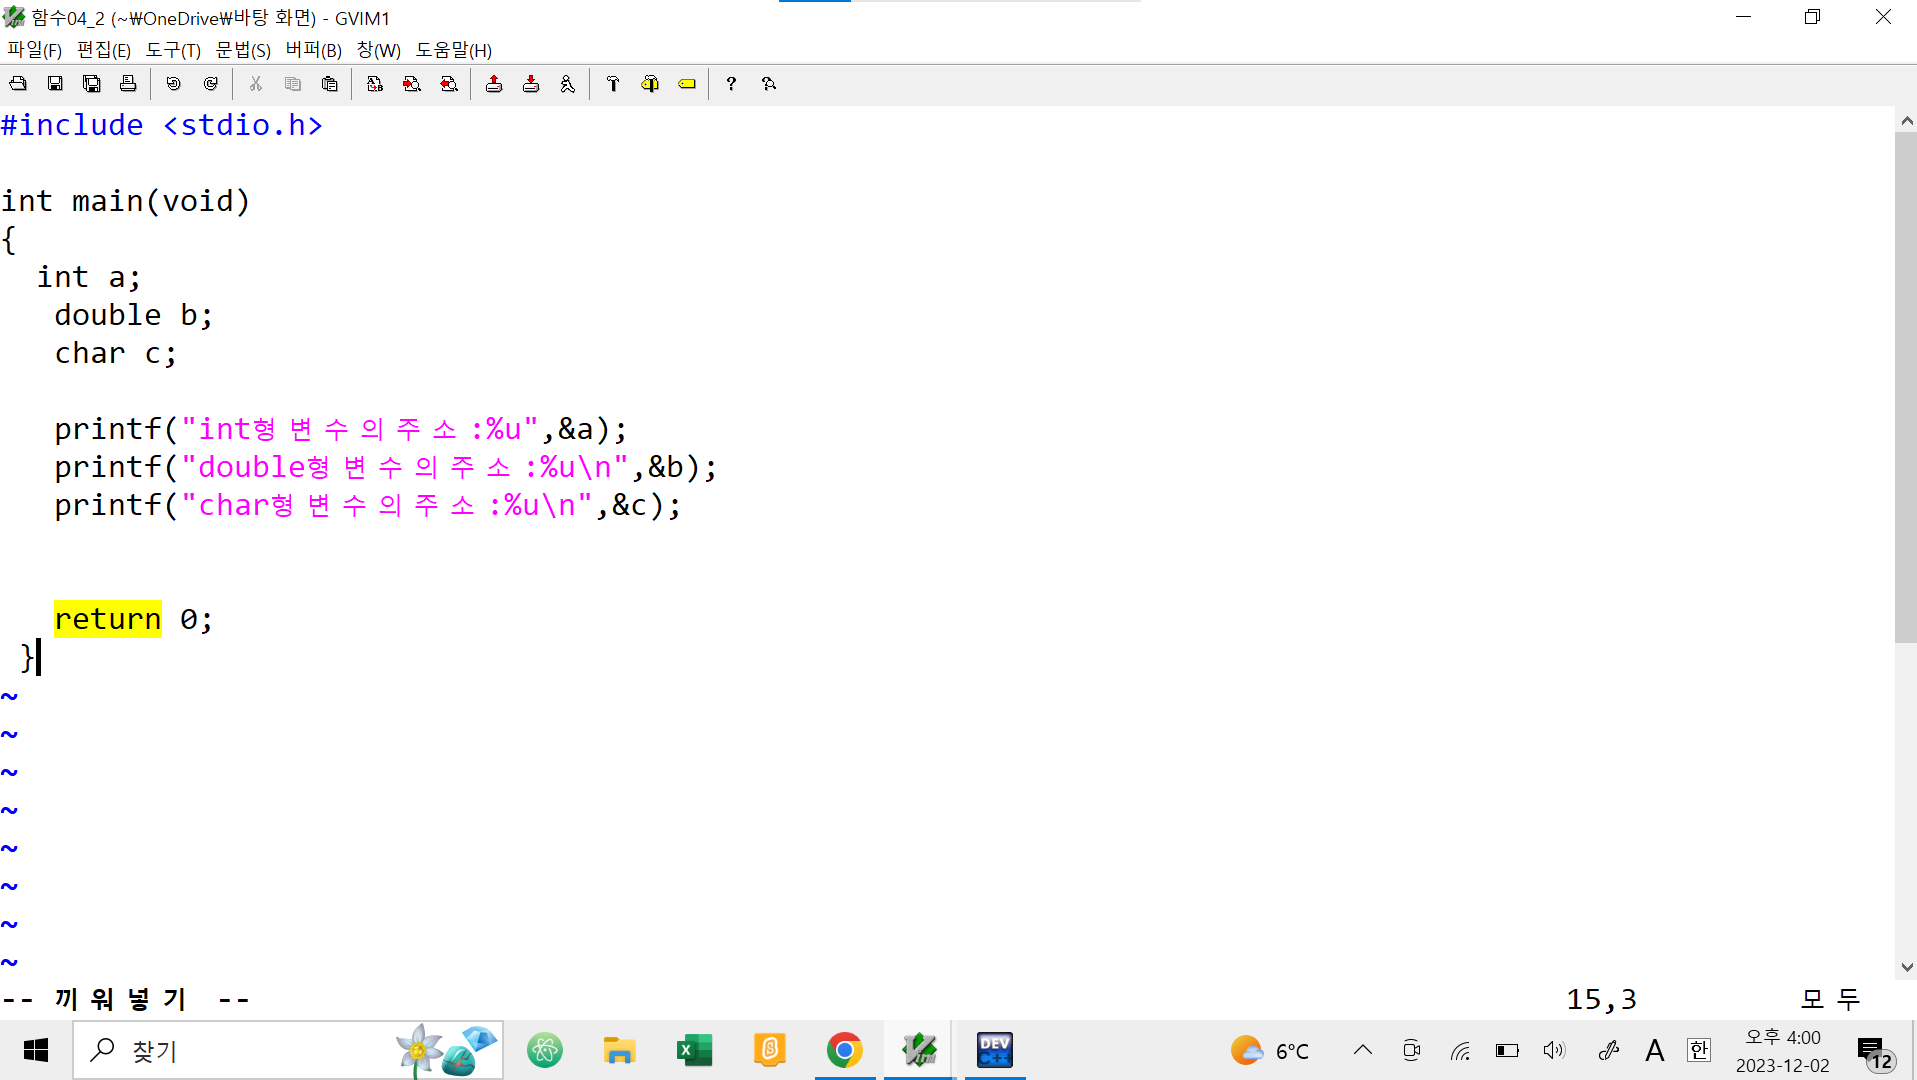 함수04_2 (~₩OneDrive₩바탕 화면) - GVIM1
파일(F) 편집(E) 도구(T) 문법(S) 버퍼(B) 창(W) 도움말(H)
#include <stdio.h>
int main(void)
{
int a;
double b;
char c;
printf("int형 변수의주소:%u",&a);
printf("double형 변수의주소:%u\n",&b);
printf("char형 변수의주소:%u\n",&c);
return 0;
}
~
~
~
~
~
~
~
~
-- 끼워넣기 -- 15,3 모두
찾기 DEV C++ 6°C A 한 오후 4:00
2023-12-02 12